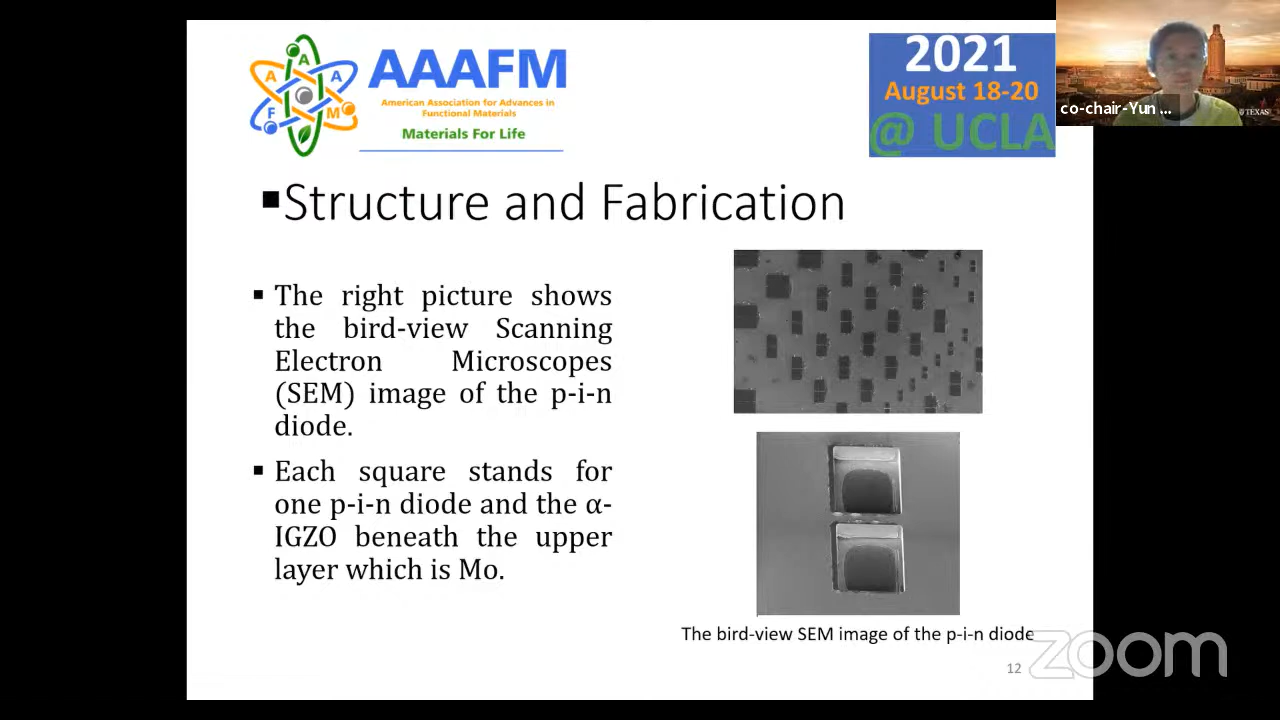 A
A
A
F
M
AAAFM
American Association for Advances in
Functional Materials
Materials For Life
2021
August 18-20
@ UCLA
co-chair-Yun ...
TEXAS
▪Structure and Fabrication
▪ The right picture shows
the bird-view Scanning
Electron Microscopes
(SEM) image of the p-i-n
diode.
▪ Each square stands for
one p-i-n diode and the α-
IGZO beneath the upper
layer which is Mo.
The bird-view SEM image of the p-i-n diode
12
zoom